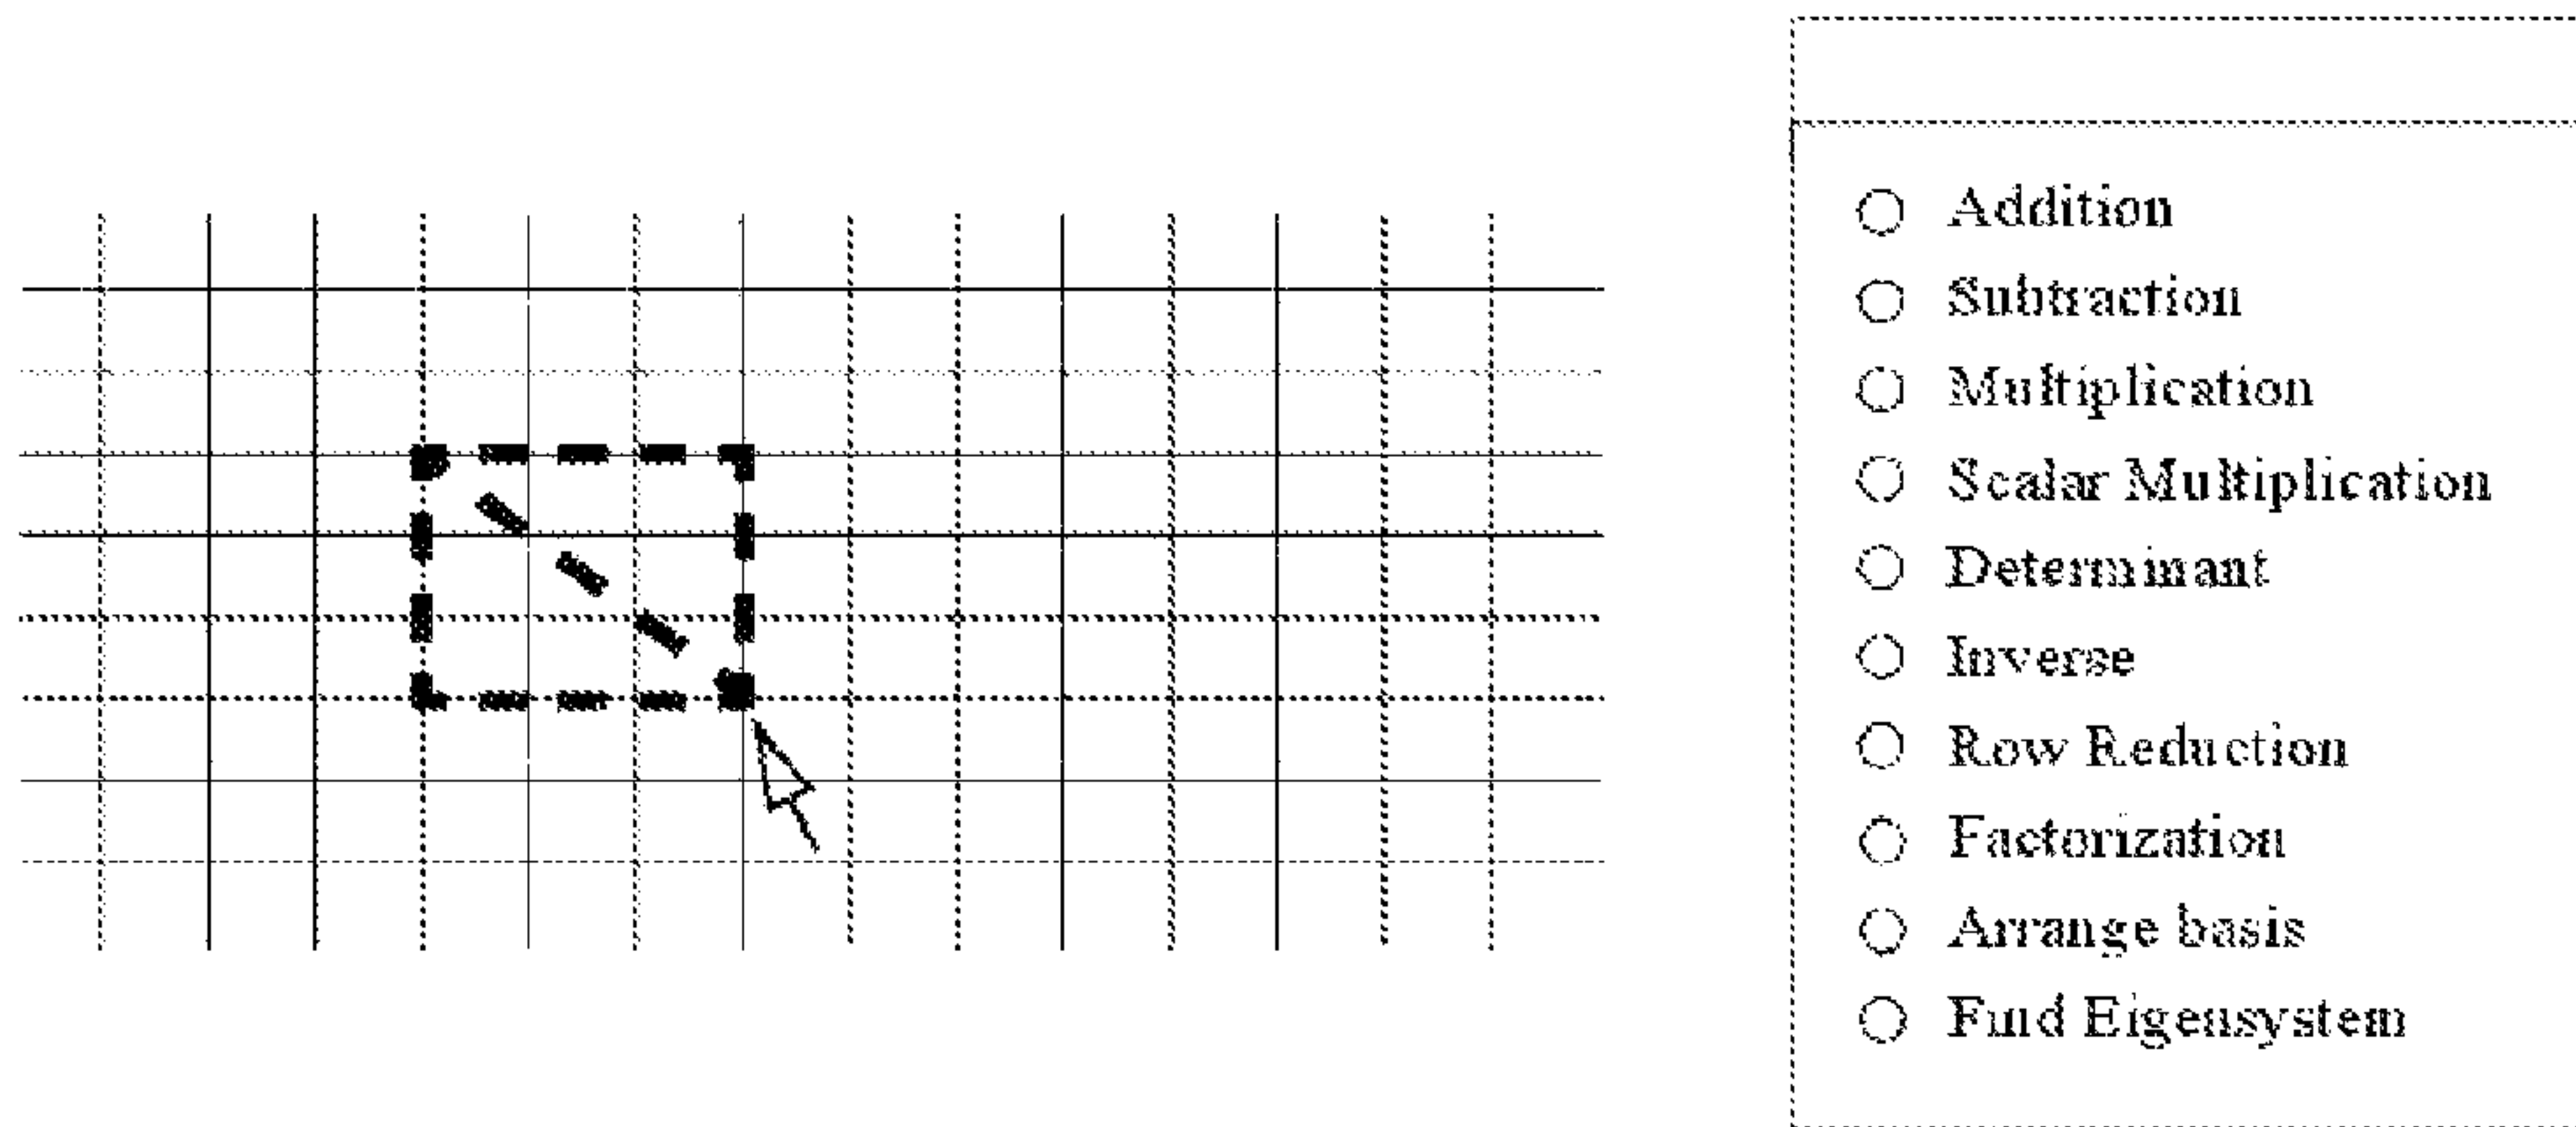 Addition
Subtraction
Multiplication
Scalar Multiplication
Determinant
Inverse
Row Reduction
Factorization
Arrange basis
Find Eigensystem